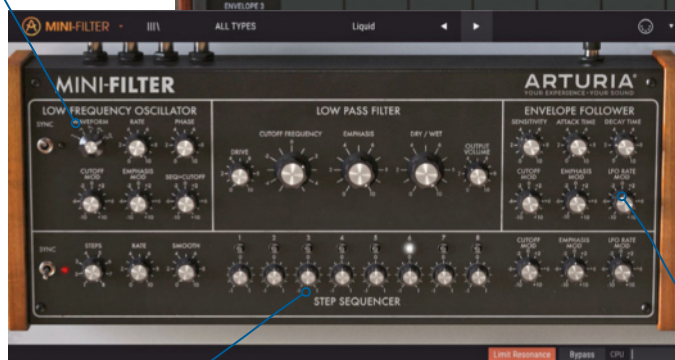 ENVELOPE 3
MINI-FILTER
ALL TYPES
Liquid
MINI-FILTER
ARTURIA
YOUR EXPERIENCE • YOUR SOUND
LOW FREQUENCY OSCILLATOR
LOW PASS FILTER
ENVELOPE FOLLOWER
SYNC
WAVEFORM
RATE
PHASE
CUTOFF MOD
EMPHASIS MOD
SEQ>CUTOFF
DRIVE
CUTOFF FREQUENCY
EMPHASIS
DRY / WET
OUTPUT VOLUME
SENSITIVITY
ATTACK TIME
DECAY TIME
CUTOFF MOD
EMPHASIS MOD
LFO RATE MOD
SYNC
STEPS
RATE
SMOOTH
1 2 3 4 5 6 7 8
CUTOFF MOD
EMPHASIS MOD
LFO RATE MOD
STEP SEQUENCER
Limit Resonance
Bypass
CPU